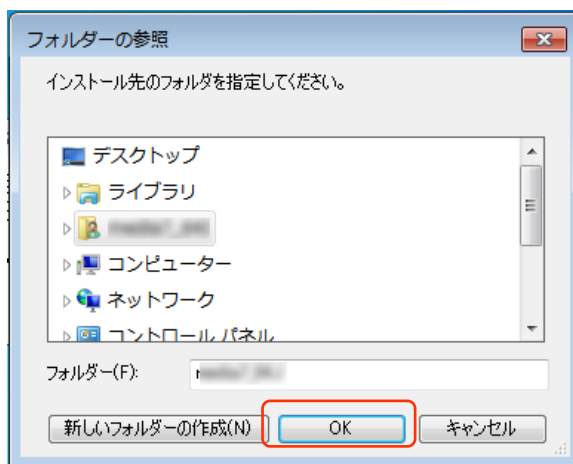 フォルダーの参照
インストール先のフォルダを指定してください。
デスクトップ
ライブラリ
コンピューター
ネットワーク
コントロール パネル
フォルダー(F):
新しいフォルダーの作成(N) OK キャンセル